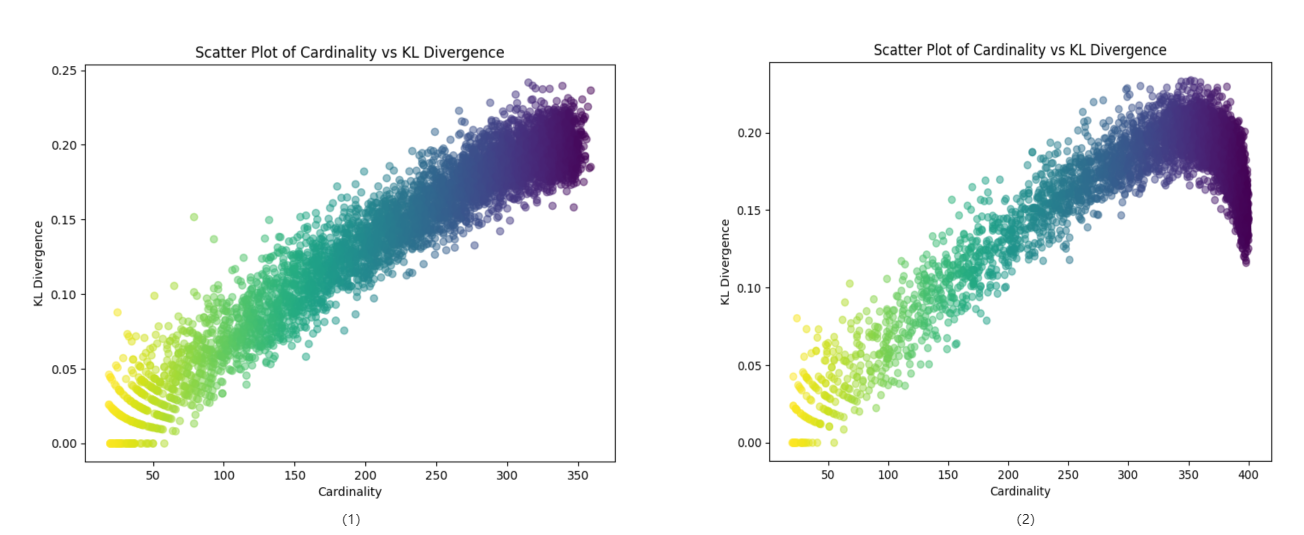 Scatter Plot of Cardinality vs KL Divergence
KL Divergence
0.25
0.20
0.15
0.10
0.05
0.00
50 100 150 200 250 300 350
Cardinality
(1)
Scatter Plot of Cardinality vs KL Divergence
KL Divergence
0.20
0.15
0.10
0.05
0.00
50 100 150 200 250 300 350 400
Cardinality
(2)